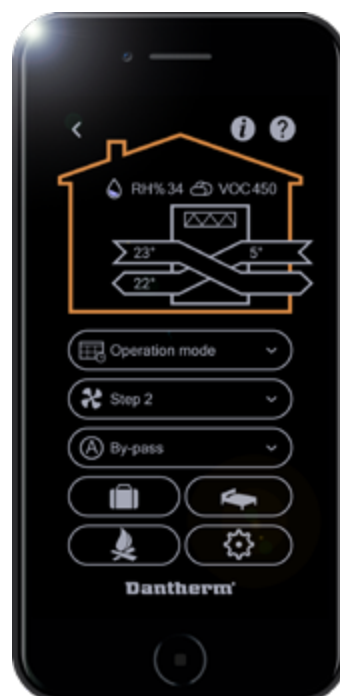 i ?
RH% 34 VOC 450
23° 5°
22°
Operation mode
Step 2
A By-pass
Dantherm